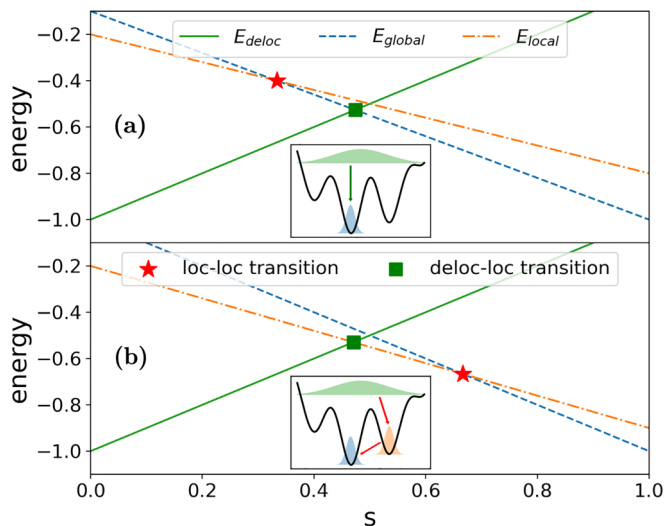 E_deloc E_global E_local
energy
−0.2
−0.4
−0.6
−0.8
−1.0
(a)
loc-loc transition deloc-loc transition
energy
−0.2
−0.4
−0.6
−0.8
−1.0
(b)
0.0 0.2 0.4 0.6 0.8 1.0
s